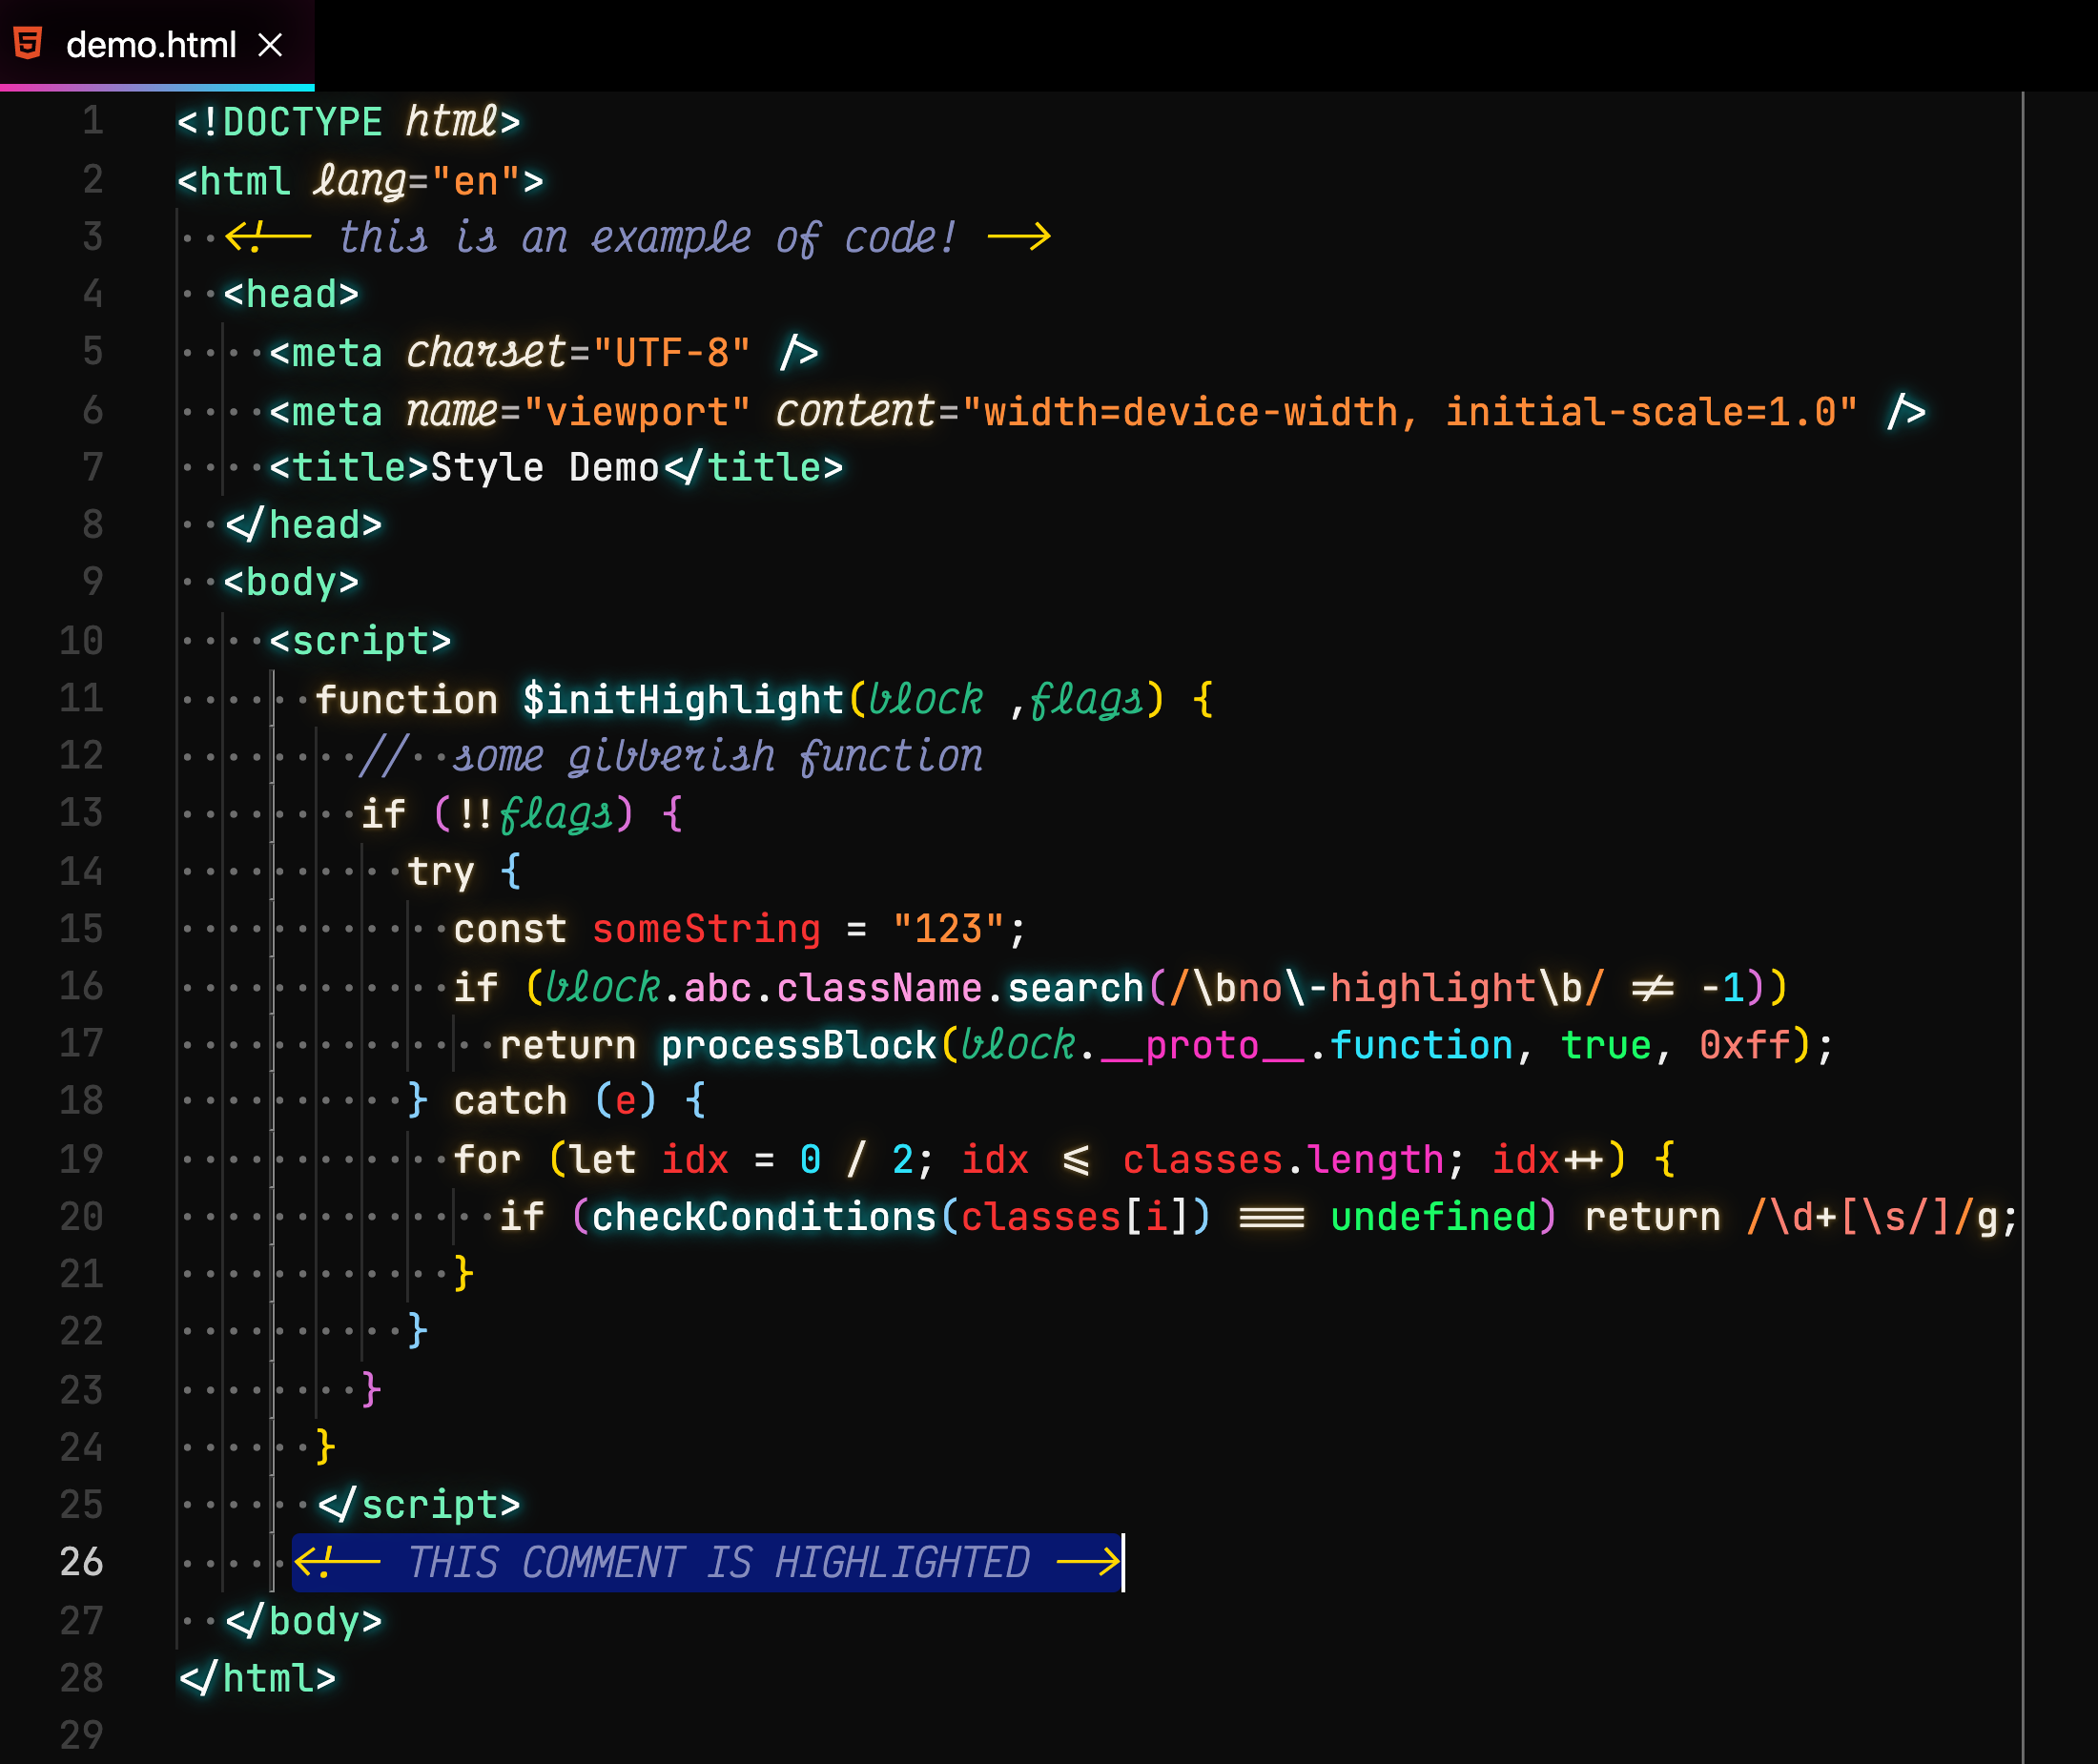 demo.html
1 <!DOCTYPE html>
2 <html lang="en">
3   <!-- this is an example of code! -->
4   <head>
5     <meta charset="UTF-8" />
6     <meta name="viewport" content="width=device-width, initial-scale=1.0" />
7     <title>Style Demo</title>
8   </head>
9   <body>
10     <script>
11       function $initHighlight(block ,flags) {
12         //  some gibberish function
13         if (!!flags) {
14           try {
15             const someString = "123";
16             if (block.abc.className.search(/\bno\-highlight\b/ != -1))
17               return processBlock(block.__proto__.function, true, 0xff);
18           } catch (e) {
19             for (let idx = 0 / 2; idx <= classes.length; idx++) {
20               if (checkConditions(classes[i]) === undefined) return /\d+[\s/]/g;
21             }
22           }
23         }
24       }
25       </script>
26      <!-- THIS COMMENT IS HIGHLIGHTED -->
27   </body>
28 </html>
29